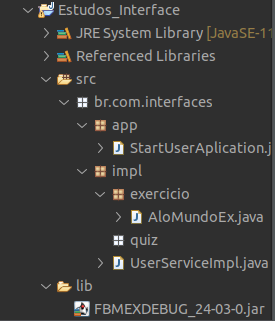 Estudos_Interface
JRE System Library [JavaSE-11
Referenced Libraries
src
br.com.interfaces
app
StartUserAplication.j
impl
exercicio
AloMundoEx.java
quiz
UserServiceImpl.java
lib
FBMEXDEBUG_24-03-0.jar